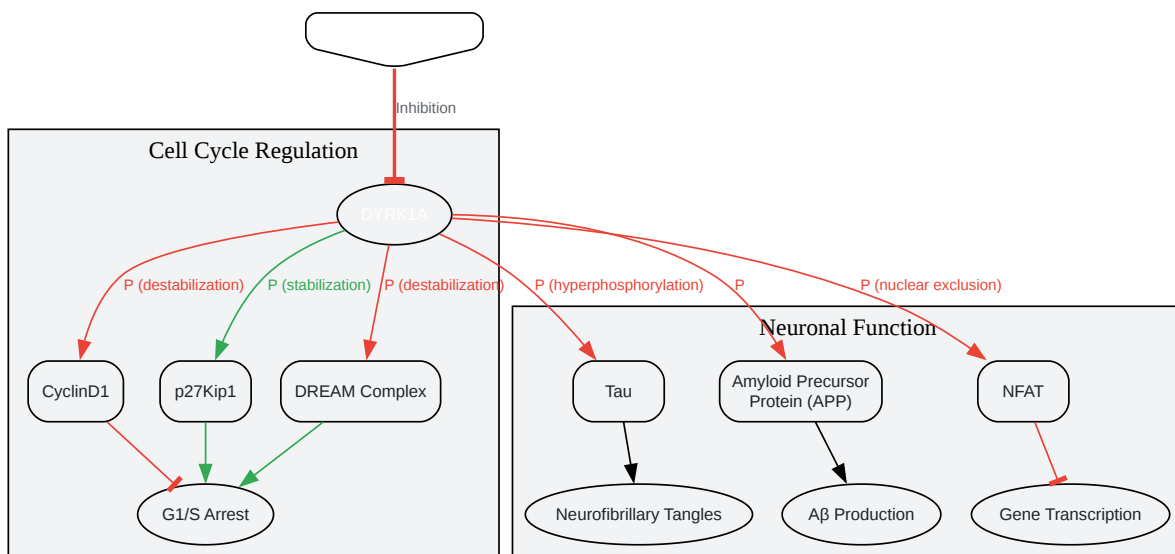 Inhibition
Cell Cycle Regulation
DYRK1A
P (destabilization)
P (stabilization)
P (destabilization)
P (hyperphosphorylation)
P
P (nuclear exclusion)
Neuronal Function
CyclinD1
p27Kip1
DREAM Complex
Tau
Amyloid Precursor
Protein (APP)
NFAT
G1/S Arrest
Neurofibrillary Tangles
Aβ Production
Gene Transcription